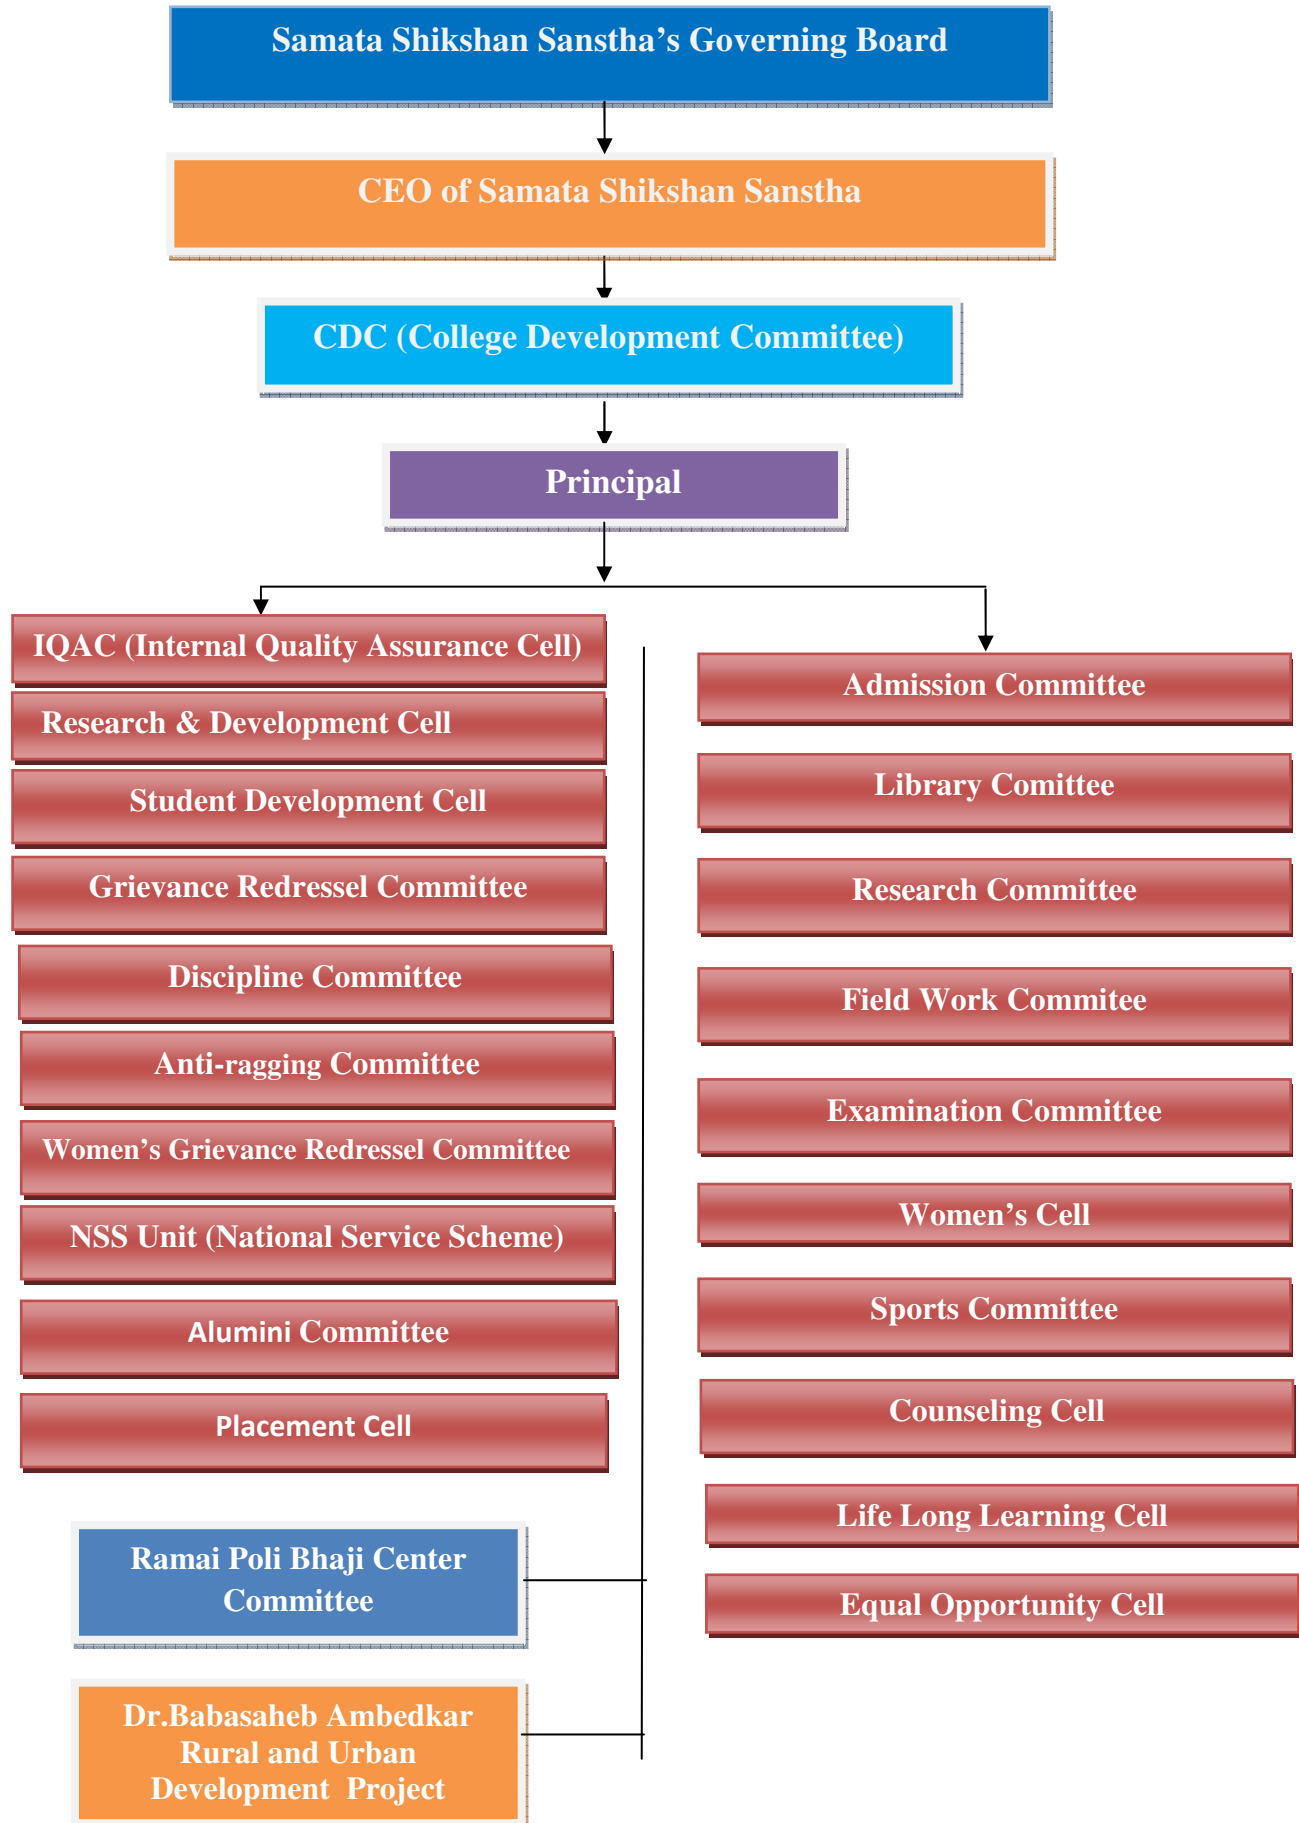 Samata Shikshan Sanstha’s Governing Board
CEO of Samata Shikshan Sanstha
CDC (College Development Committee)
Principal
IQAC (Internal Quality Assurance Cell)
Research & Development Cell
Student Development Cell
Grievance Redressel Committee
Discipline Committee
Anti-ragging Committee
Women’s Grievance Redressel Committee
NSS Unit (National Service Scheme)
Alumini Committee
Placement Cell
Ramai Poli Bhaji Center
Committee
Dr.Babasaheb Ambedkar
Rural and Urban
Development Project
Admission Committee
Library Comittee
Research Committee
Field Work Commitee
Examination Committee
Women’s Cell
Sports Committee
Counseling Cell
Life Long Learning Cell
Equal Opportunity Cell